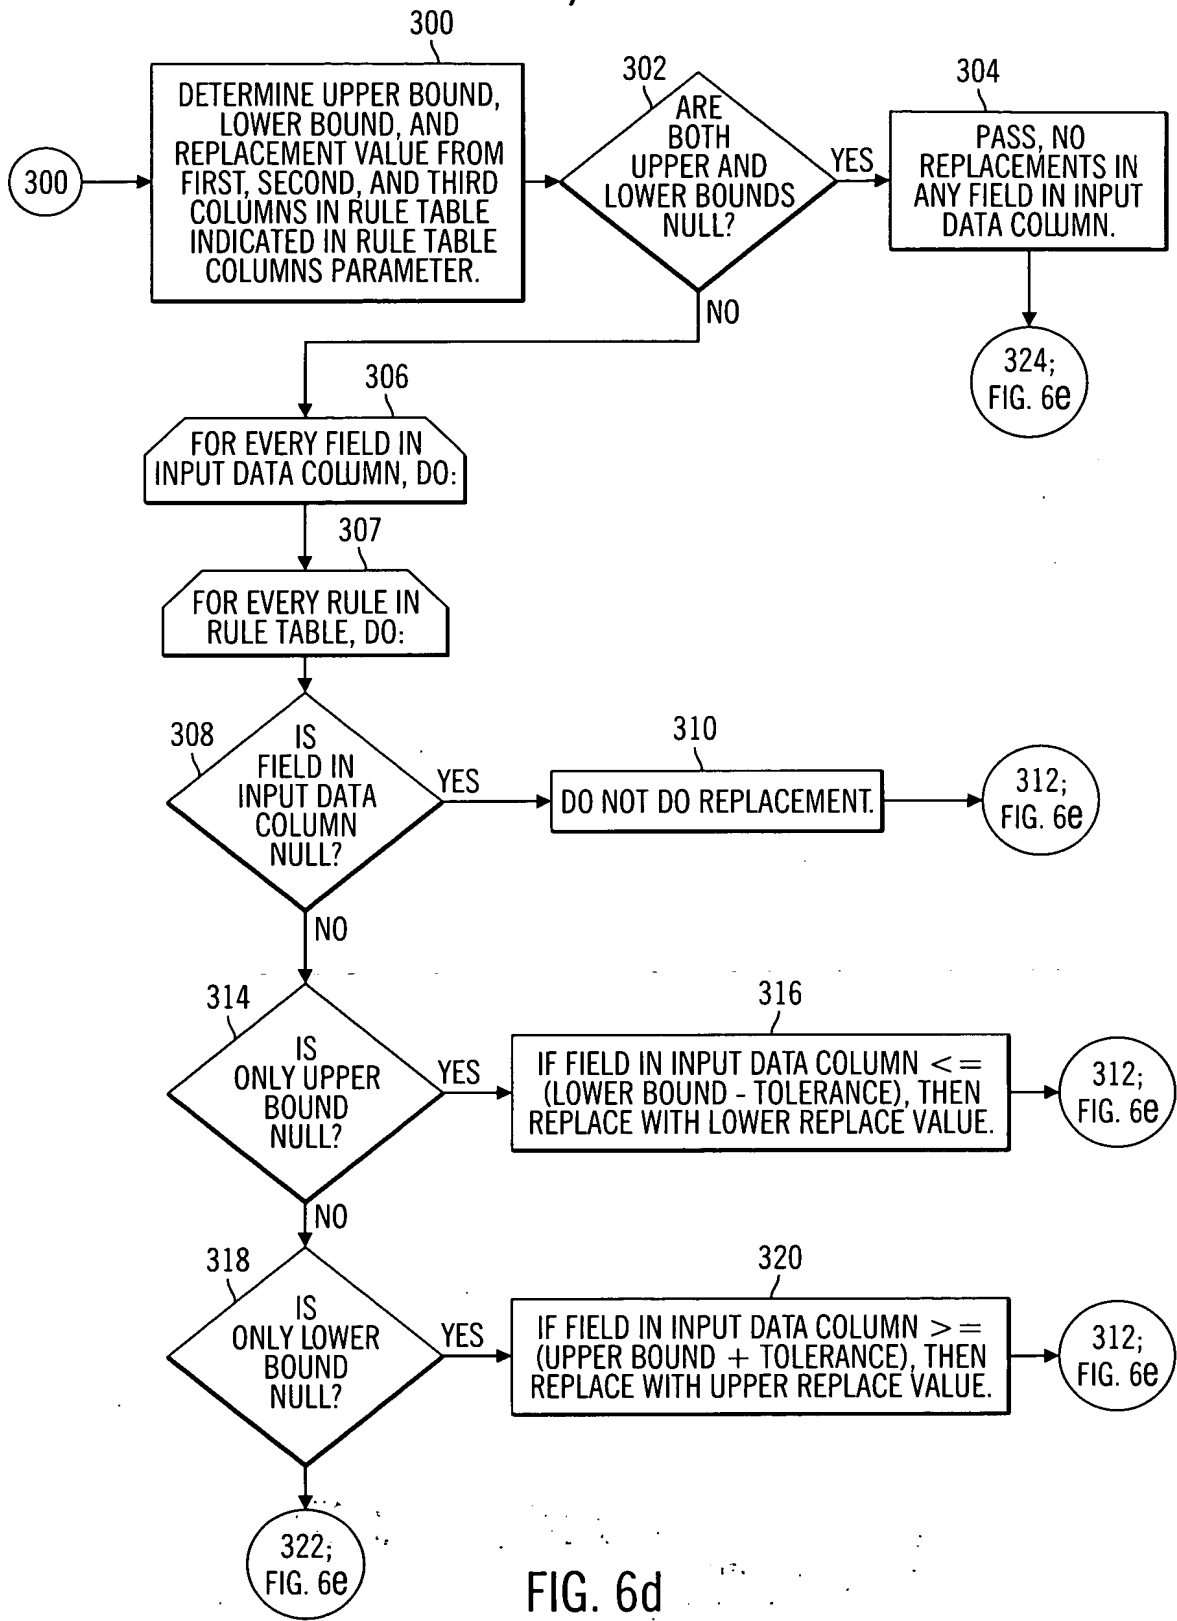 300
300
DETERMINE UPPER BOUND,
LOWER BOUND, AND
REPLACEMENT VALUE FROM
FIRST, SECOND, AND THIRD
COLUMNS IN RULE TABLE
INDICATED IN RULE TABLE
COLUMNS PARAMETER.
302
ARE
BOTH
UPPER AND
LOWER BOUNDS
NULL?
YES
NO
304
PASS, NO
REPLACEMENTS IN
ANY FIELD IN INPUT
DATA COLUMN.
324;
FIG. 6e
306
FOR EVERY FIELD IN
INPUT DATA COLUMN, DO:
307
FOR EVERY RULE IN
RULE TABLE, DO:
308
IS
FIELD IN
INPUT DATA
COLUMN
NULL?
YES
NO
310
DO NOT DO REPLACEMENT.
312;
FIG. 6e
314
IS
ONLY UPPER
BOUND
NULL?
YES
NO
316
IF FIELD IN INPUT DATA COLUMN <=
(LOWER BOUND - TOLERANCE), THEN
REPLACE WITH LOWER REPLACE VALUE.
312;
FIG. 6e
318
IS
ONLY LOWER
BOUND
NULL?
YES
320
IF FIELD IN INPUT DATA COLUMN >=
(UPPER BOUND + TOLERANCE), THEN
REPLACE WITH UPPER REPLACE VALUE.
312;
FIG. 6e
322;
FIG. 6e
FIG. 6d